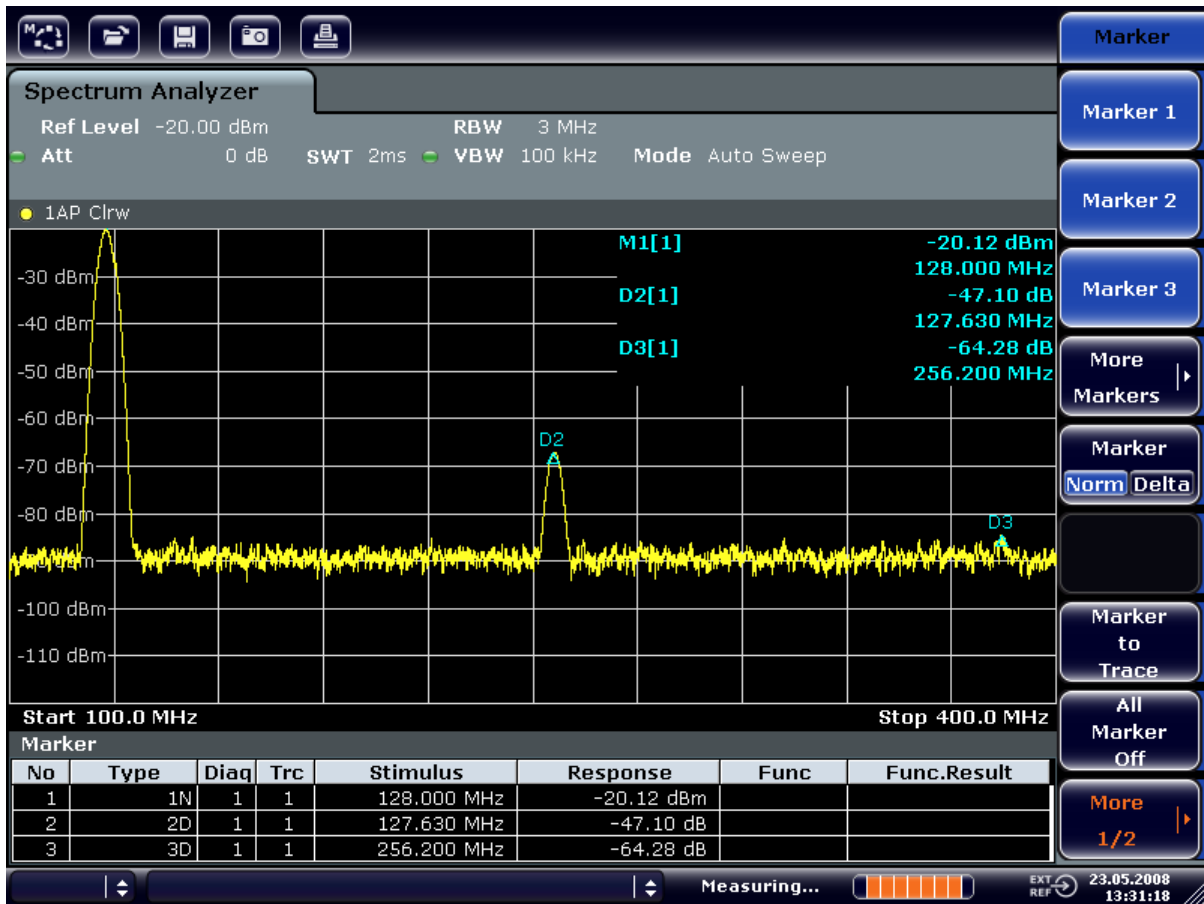 Marker
Spectrum Analyzer
Ref Level -20.00 dBm RBW 3 MHz
Att 0 dB SWT 2ms VBW 100 kHz Mode Auto Sweep
1AP Clrw
M1[1] -20.12 dBm
128.000 MHz
D2[1] -47.10 dB
127.630 MHz
D3[1] -64.28 dB
256.200 MHz
-30 dBm
-40 dBm
-50 dBm
-60 dBm
D2
-70 dBm
-80 dBm
D3
-100 dBm
-110 dBm
Start 100.0 MHz Stop 400.0 MHz
Marker
No Type Diaq Trc Stimulus Response Func Func.Result
1 1N 1 1 128.000 MHz -20.12 dBm
2 2D 1 1 127.630 MHz -47.10 dB
3 3D 1 1 256.200 MHz -64.28 dB
Measuring...
EXT
REF
23.05.2008
13:31:18
Marker 1
Marker 2
Marker 3
More
Markers
Marker
Norm Delta
Marker
to
Trace
All
Marker
Off
More
1/2